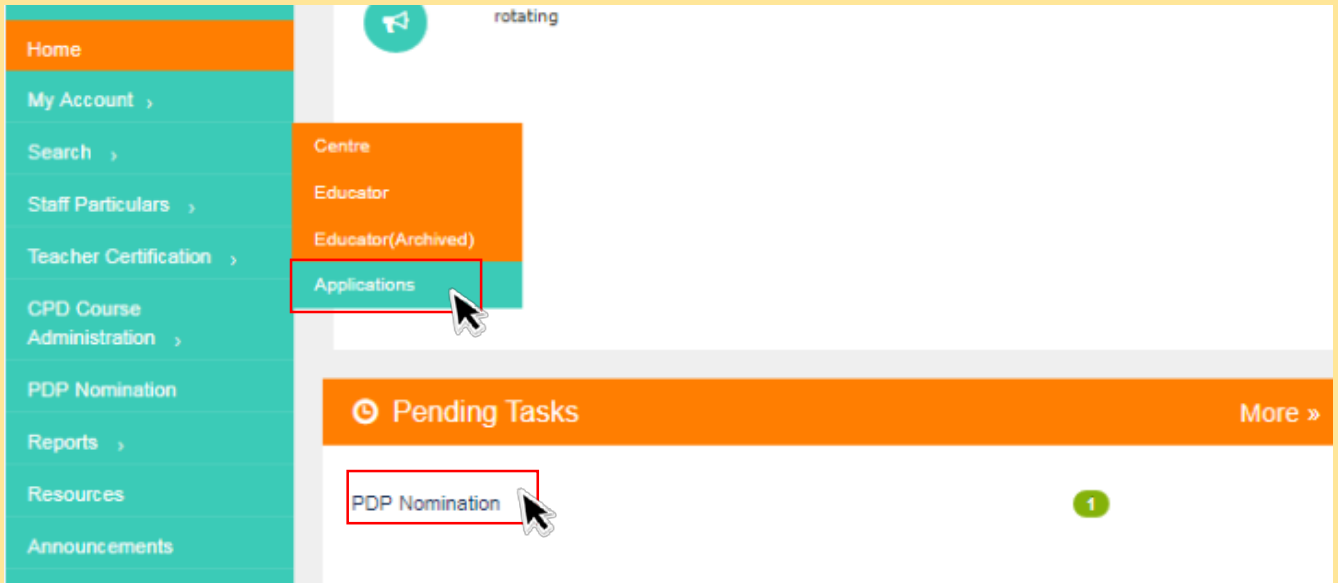 rotating
Home
My Account ›
Search ›
Staff Particulars ›
Teacher Certification ›
CPD Course
Administration ›
PDP Nomination
Reports ›
Resources
Announcements
Centre
Educator
Educator(Archived)
Applications
Pending Tasks
More »
PDP Nomination
1